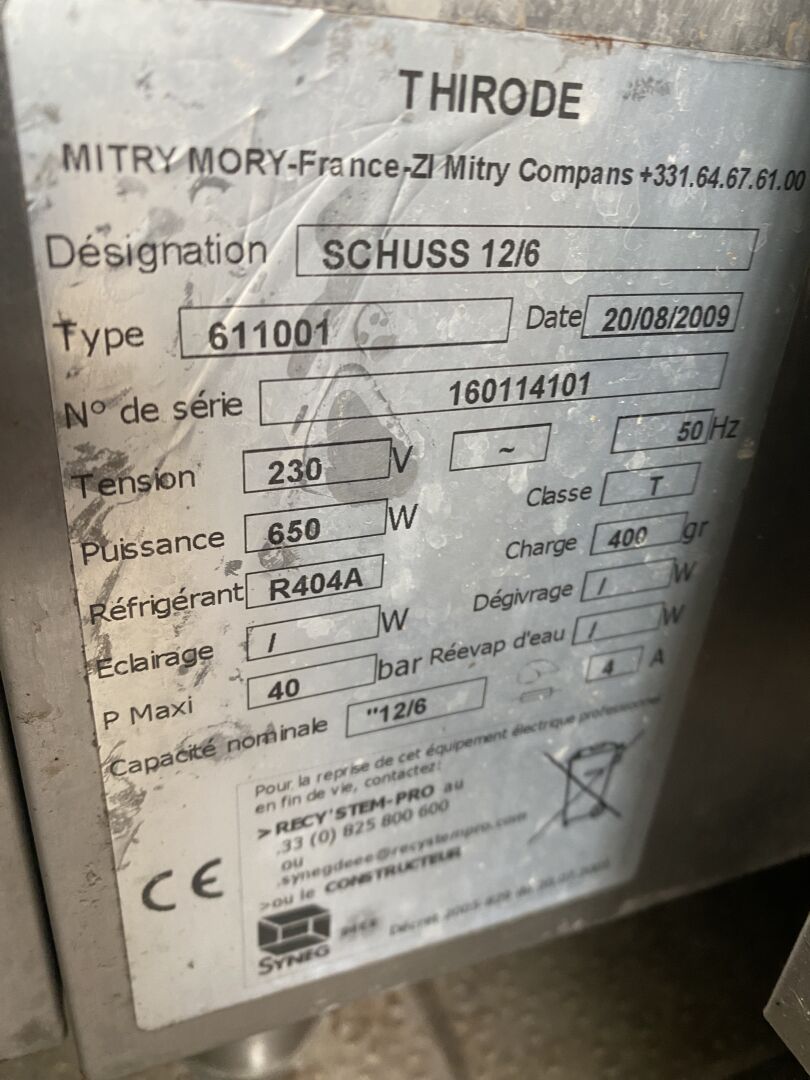 THIRODE
MITRY MORY-France-ZI Mitry Compans +331.64.67.61.00
Désignation SCHUSS 12/6
Type 611001 Date 20/08/2009
N° de série 160114101
Tension 230 V ~ 50 Hz
Puissance 650 W Classe T
Réfrigérant R404A Charge 400 gr
Eclairage / W Dégivrage / W
P Maxi 40 bar Réevap d'eau / W
Capacité nominale "12/6 4 A
Pour la reprise de cet équipement électrique professionnel
en fin de vie, contactez:
>RECY'STEM-PRO au
.33 (0) 825 800 600
ou
.synegdeee@recystempro.com
>ou le CONSTRUCTEUR
CE
SYNEG